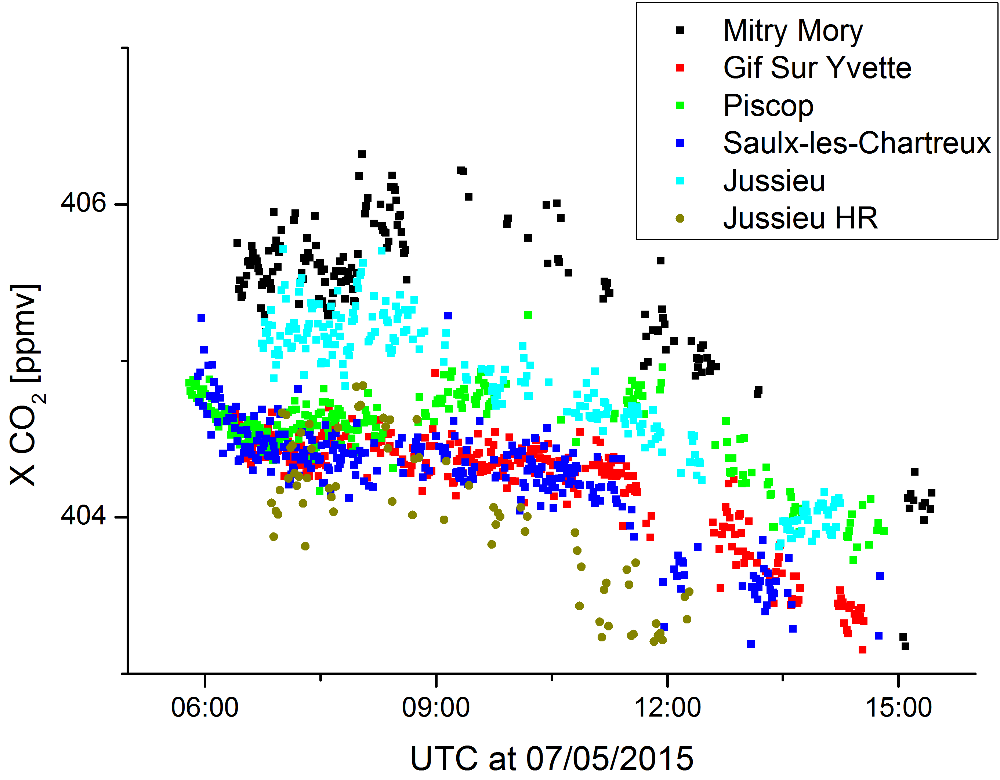 Mitry Mory
Gif Sur Yvette
Piscop
Saulx-les-Chartreux
Jussieu
Jussieu HR
406
404
X CO2 [ppmv]
06:00
09:00
12:00
15:00
UTC at 07/05/2015